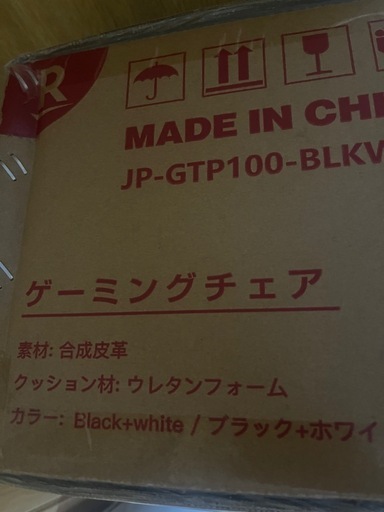 R
MADE IN CHI
JP-GTP100-BLKW
ゲーミングチェア
素材: 合成皮革
クッション材: ウレタンフォーム
カラー: Black+white / ブラック+ホワイ